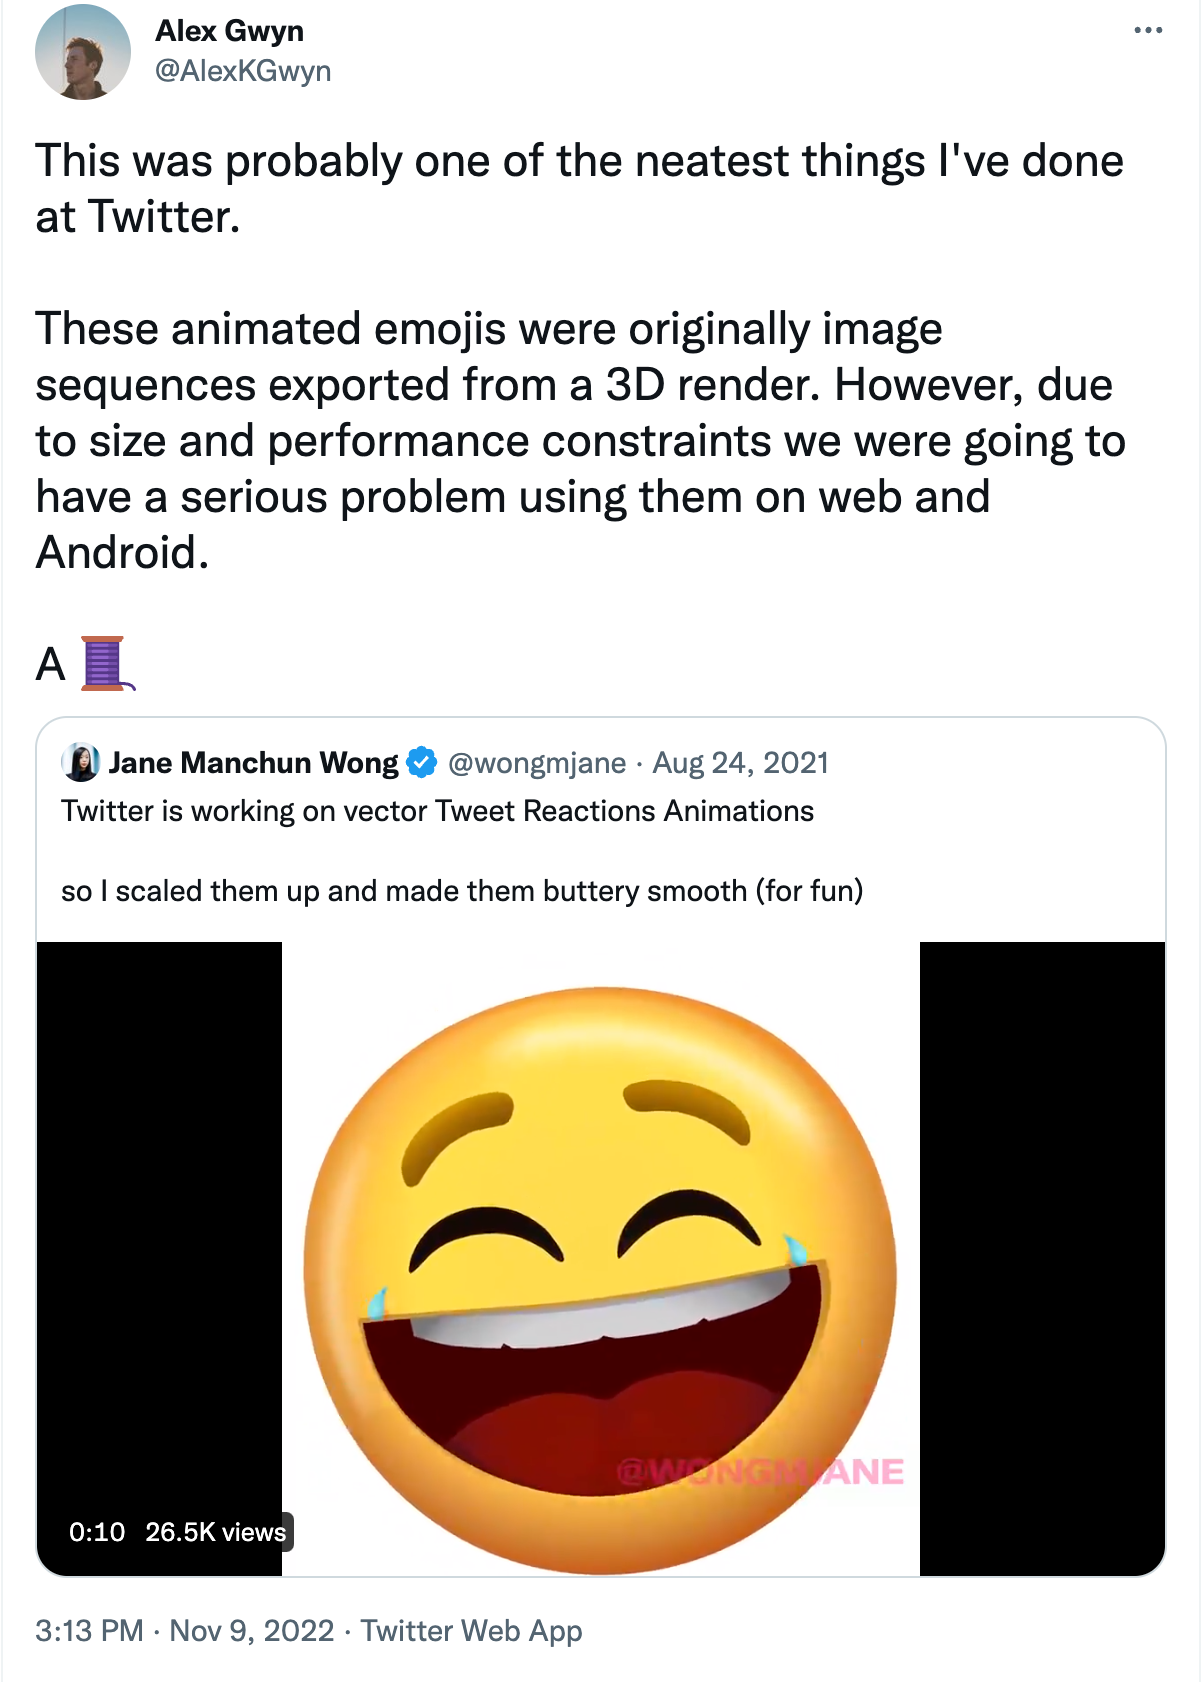 Alex Gwyn
@AlexKGwyn
This was probably one of the neatest things I've done
at Twitter.
These animated emojis were originally image
sequences exported from a 3D render. However, due
to size and performance constraints we were going to
have a serious problem using them on web and
Android.
A 🧵
Jane Manchun Wong @wongmjane · Aug 24, 2021
Twitter is working on vector Tweet Reactions Animations
so I scaled them up and made them buttery smooth (for fun)
@WONGMJANE
0:10 26.5K views
3:13 PM · Nov 9, 2022 · Twitter Web App